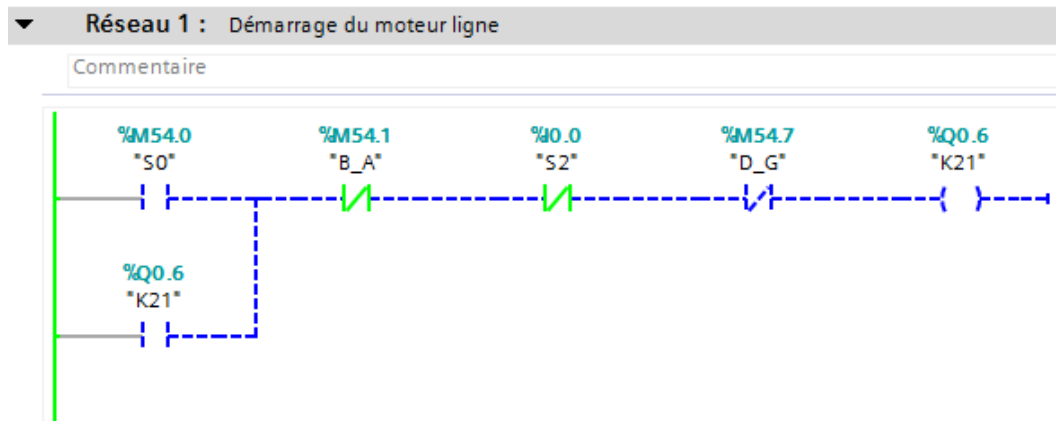 Réseau 1 : Démarrage du moteur ligne
Commentaire
%M54.0 %M54.1 %I0.0 %M54.7 %Q0.6
"S0" "B_A" "S2" "D_G" "K21"
%Q0.6
"K21"